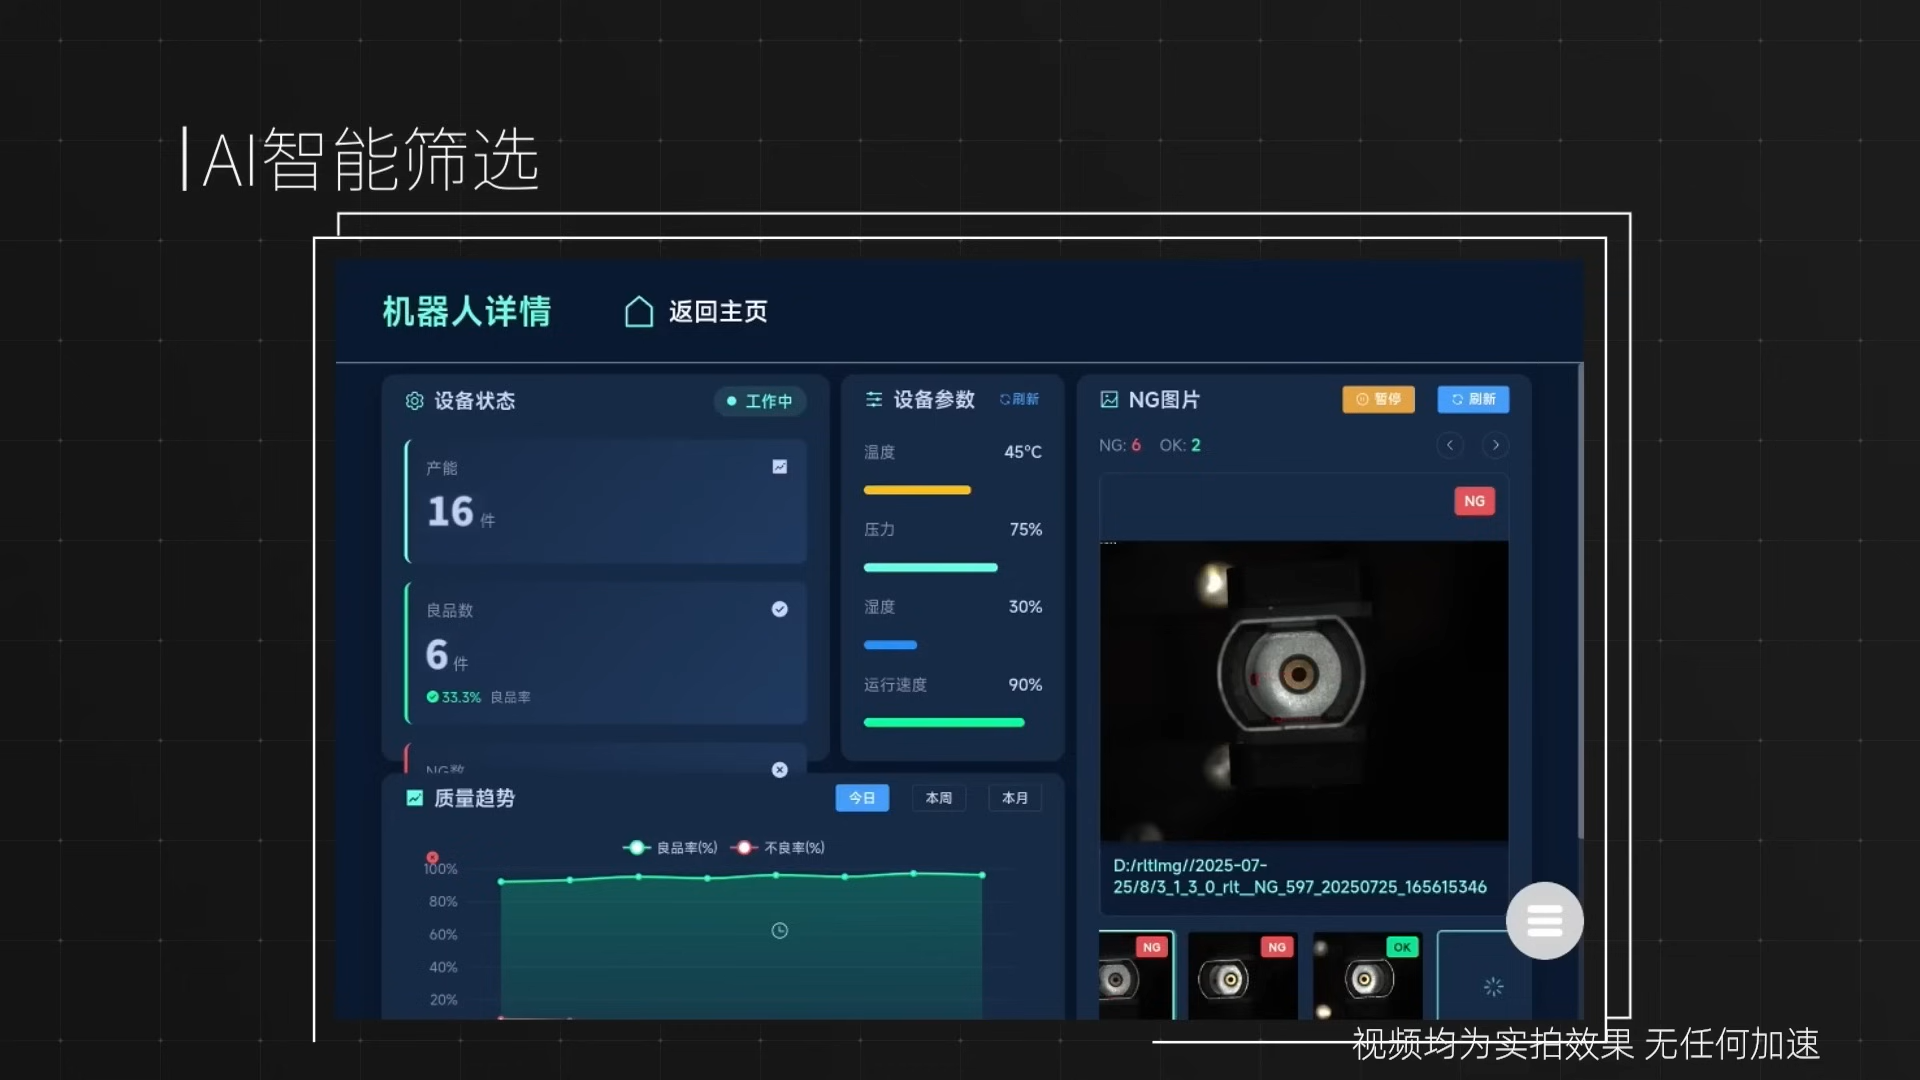 AI智能筛选
机器人详情
返回主页
设备状态
工作中
产能
16 件
良品数
6 件
33.3% 良品率
NG数
设备参数
刷新
温度 45°C
压力 75%
湿度 30%
运行速度 90%
NG图片
暂停
刷新
NG: 6 OK: 2
NG
D:/rltImg//2025-07-
25/8/3_1_3_0_rlt__NG_597_20250725_165615346
NG
NG
OK
质量趋势
今日
本周
本月
良品率(%)
不良率(%)
100%
80%
60%
40%
20%
视频均为实拍效果 无任何加速